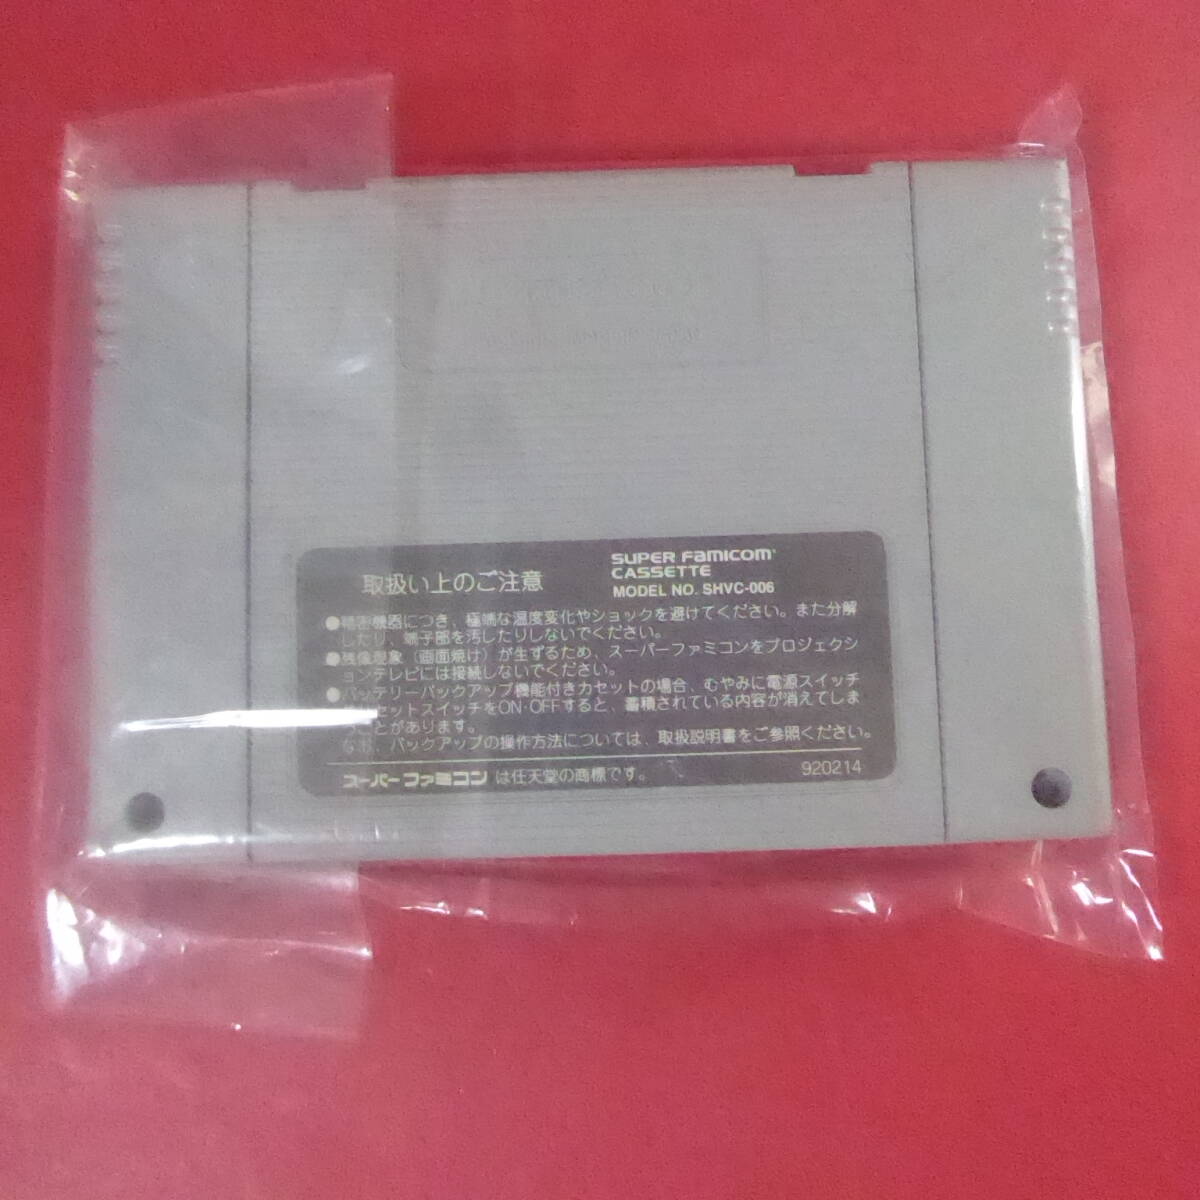 SUPER FAMICOM
CASSETTE
取扱い上のご注意
MODEL NO. SHVC-006
●精密機器につき、極端な温度変化やショックを避けてください。また分解
したり、端子部を汚したりしないでください。
●残像現象(画面焼け)が生ずるため、スーパーファミコンをプロジェクシ
ョンテレビには接続しないでください。
●バッテリーバックアップ機能付きカセットの場合、むやみに電源スイッチ
やリセットスイッチをON・OFFすると、蓄積されている内容が消えてしま
うことがあります。
なお、バックアップの操作方法については、取扱説明書をご参照ください。
スーパーファミコン は任天堂の商標です。
920214